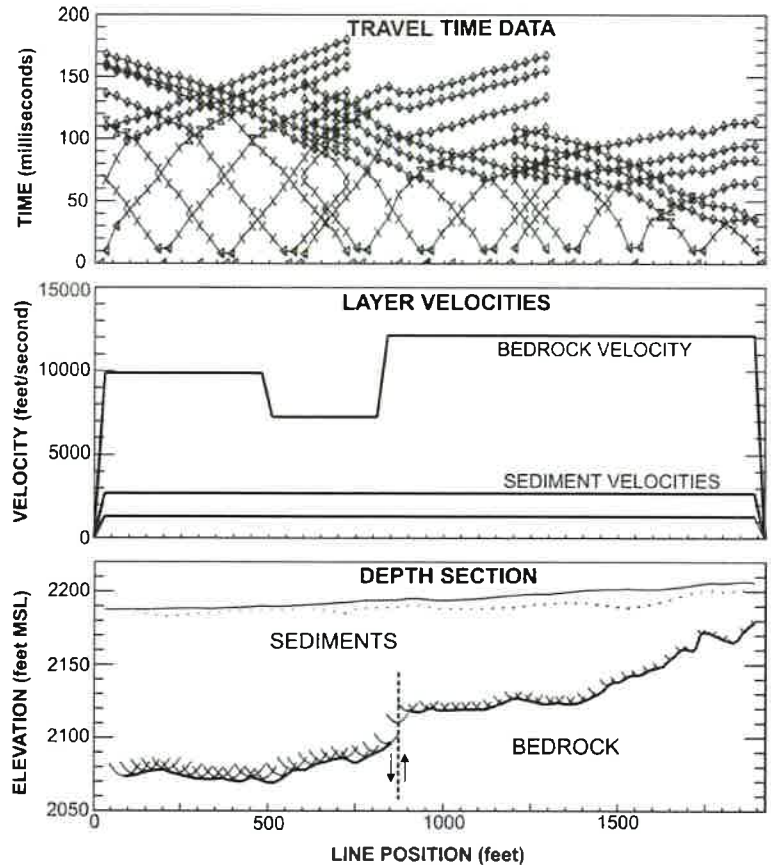 TRAVEL TIME DATA
TIME (milliseconds)
200
150
100
50
0
LAYER VELOCITIES
VELOCITY (feet/second)
15000
10000
5000
0
BEDROCK VELOCITY
SEDIMENT VELOCITIES
DEPTH SECTION
ELEVATION (feet MSL)
2200
2150
2100
2050
SEDIMENTS
BEDROCK
0 500 1000 1500
LINE POSITION (feet)